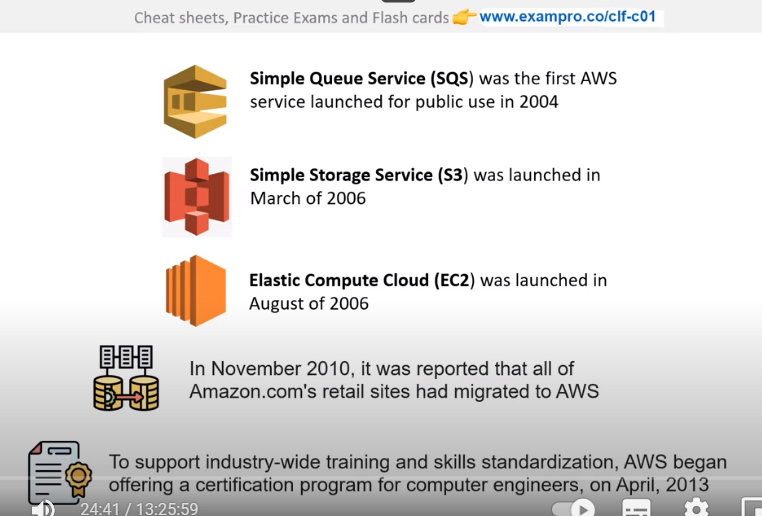 Cheat sheets, Practice Exams and Flash cards 👉 www.exampro.co/clf-c01
Simple Queue Service (SQS) was the first AWS
service launched for public use in 2004
Simple Storage Service (S3) was launched in
March of 2006
Elastic Compute Cloud (EC2) was launched in
August of 2006
In November 2010, it was reported that all of
Amazon.com's retail sites had migrated to AWS
To support industry-wide training and skills standardization, AWS began
offering a certification program for computer engineers, on April, 2013
24:41 / 13:25:59